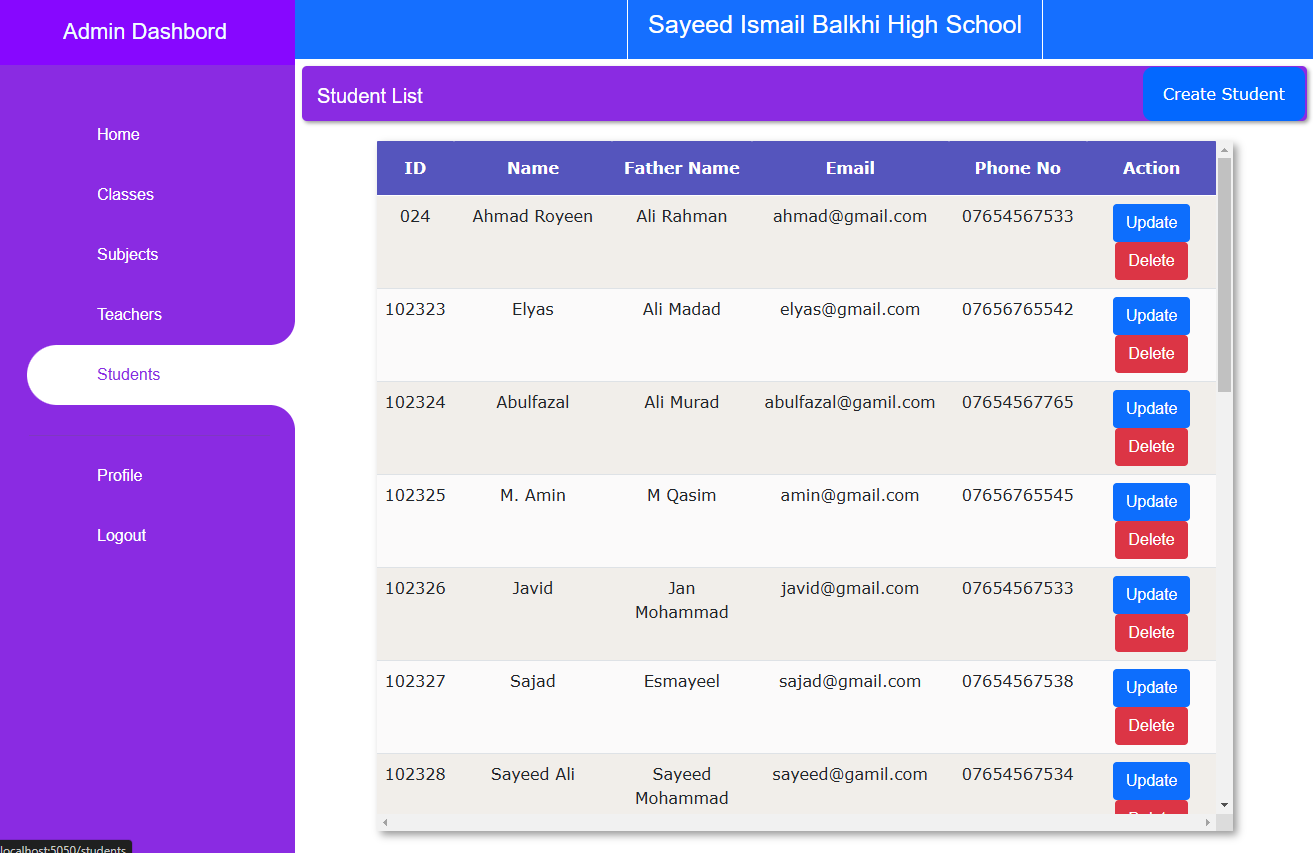 Admin Dashbord
Sayeed Ismail Balkhi High School
Student List
Create Student
Home
Classes
Subjects
Teachers
Students
Profile
Logout
ID Name Father Name Email Phone No Action
024 Ahmad Royeen Ali Rahman ahmad@gmail.com 07654567533 Update
Delete
102323 Elyas Ali Madad elyas@gmail.com 07656765542 Update
Delete
102324 Abulfazal Ali Murad abulfazal@gamil.com 07654567765 Update
Delete
102325 M. Amin M Qasim amin@gmail.com 07656765545 Update
Delete
102326 Javid Jan javid@gmail.com 07654567533 Update
Mohammad Delete
102327 Sajad Esmayeel sajad@gmail.com 07654567538 Update
Delete
102328 Sayeed Ali Sayeed sayeed@gamil.com 07654567534 Update
Mohammad Delete
localhost:5050/students